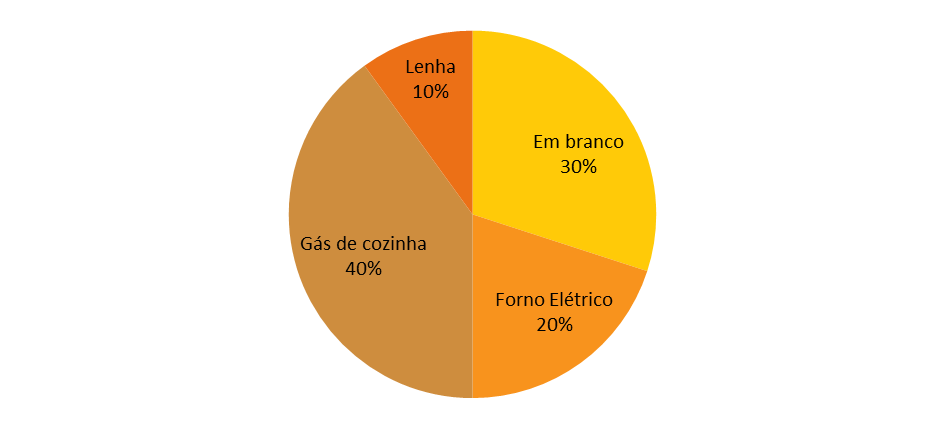 Lenha
10%
Em branco
30%
Gás de cozinha
40%
Forno Elétrico
20%